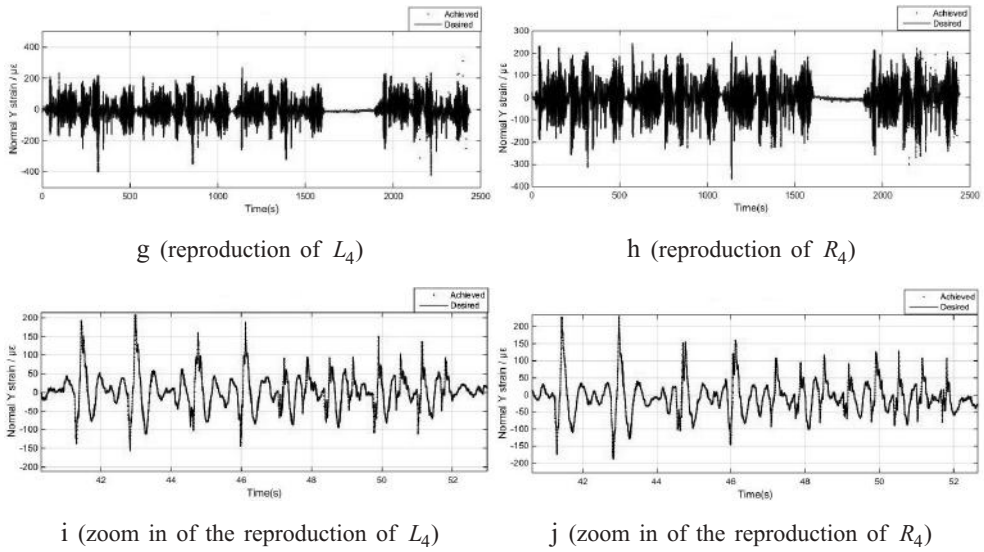 Achieved
Desired
Normal Y strain / με
400
200
0
-200
-400
0 500 1000 1500 2000 2500
Time(s)
g (reproduction of L4)
Achieved
Desired
Normal Y strain / με
300
200
100
0
-100
-200
-300
-400
0 500 1000 1500 2000 2500
Time(s)
h (reproduction of R4)
Achieved
Desired
Normal Y strain / με
200
150
100
50
0
-50
-100
-150
-200
42 44 46 48 50 52
Time(s)
i (zoom in of the reproduction of L4)
Achieved
Desired
Normal Y strain / με
200
150
100
50
0
-50
-100
-150
-200
42 44 46 48 50 52
Time(s)
j (zoom in of the reproduction of R4)